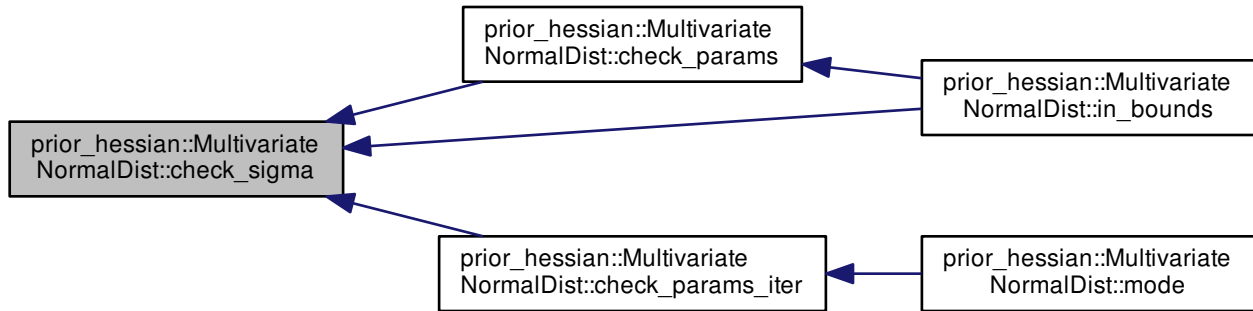 prior_hessian::Multivariate
NormalDist::check_params
prior_hessian::Multivariate
NormalDist::in_bounds
prior_hessian::Multivariate
NormalDist::check_sigma
prior_hessian::Multivariate
NormalDist::check_params_iter
prior_hessian::Multivariate
NormalDist::mode